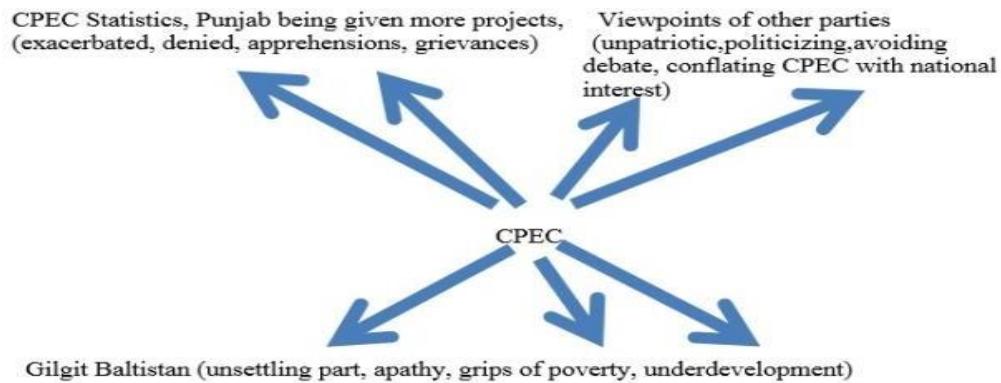 CPEC Statistics, Punjab being given more projects,
(exacerbated, denied, apprehensions, grievances)
Viewpoints of other parties
(unpatriotic,politicizing,avoiding
debate, conflating CPEC with national
interest)
CPEC
Gilgit Baltistan (unsettling part, apathy, grips of poverty, underdevelopment)